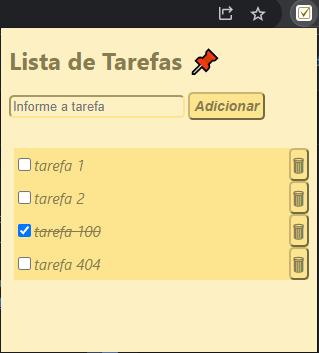 Lista de Tarefas
Informe a tarefa
Adicionar
tarefa 1
tarefa 2
tarefa 100
tarefa 404